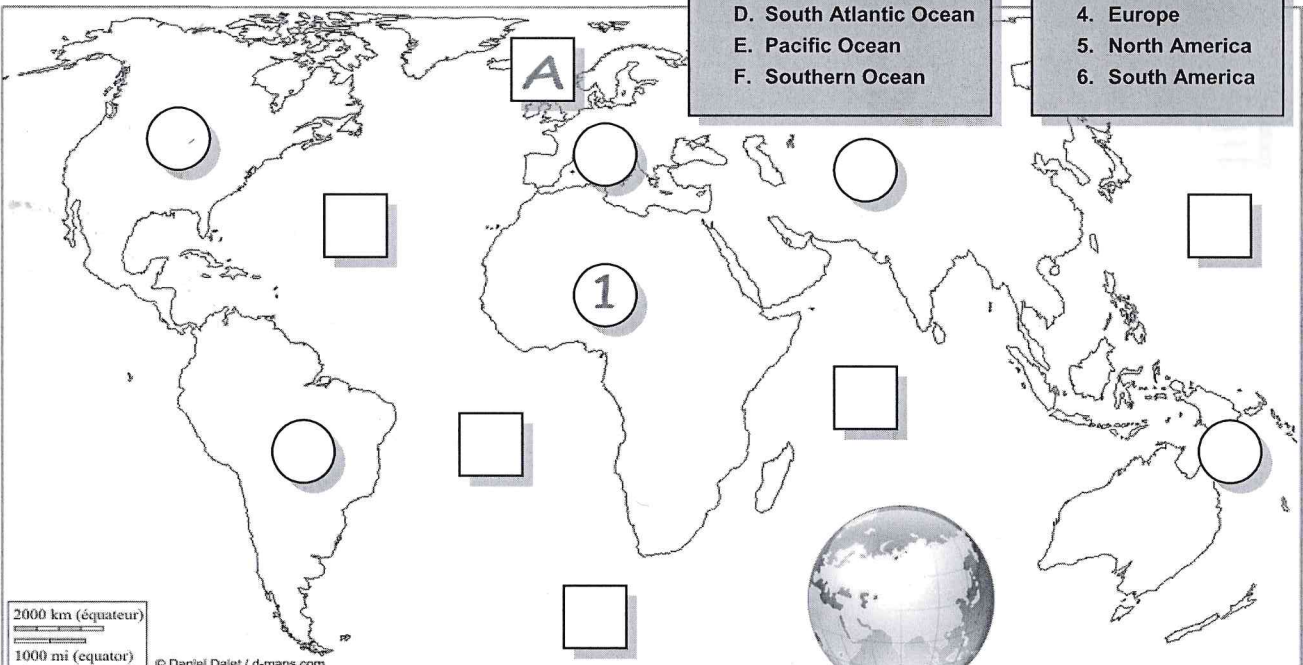 D. South Atlantic Ocean
E. Pacific Ocean
F. Southern Ocean
4. Europe
5. North America
6. South America
A
1
2000 km (équateur)
1000 mi (equator)
© Daniel Dalet / d-maps.com